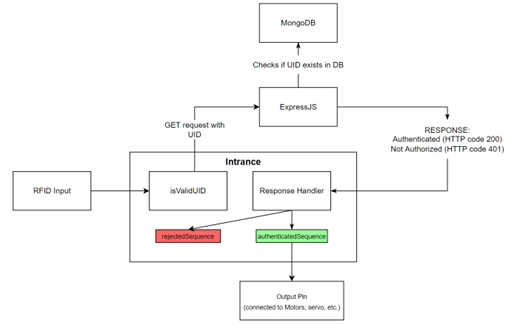 MongoDB
Checks if UID exists in DB
ExpressJS
GET request with
UID
RESPONSE:
Authenticated (HTTP code 200)
Not Authorized (HTTP code 401)
Intrance
RFID Input
isValidUID
Response Handler
rejectedSequence
authenticatedSequence
Output Pin
(connected to Motors, servo, etc.)